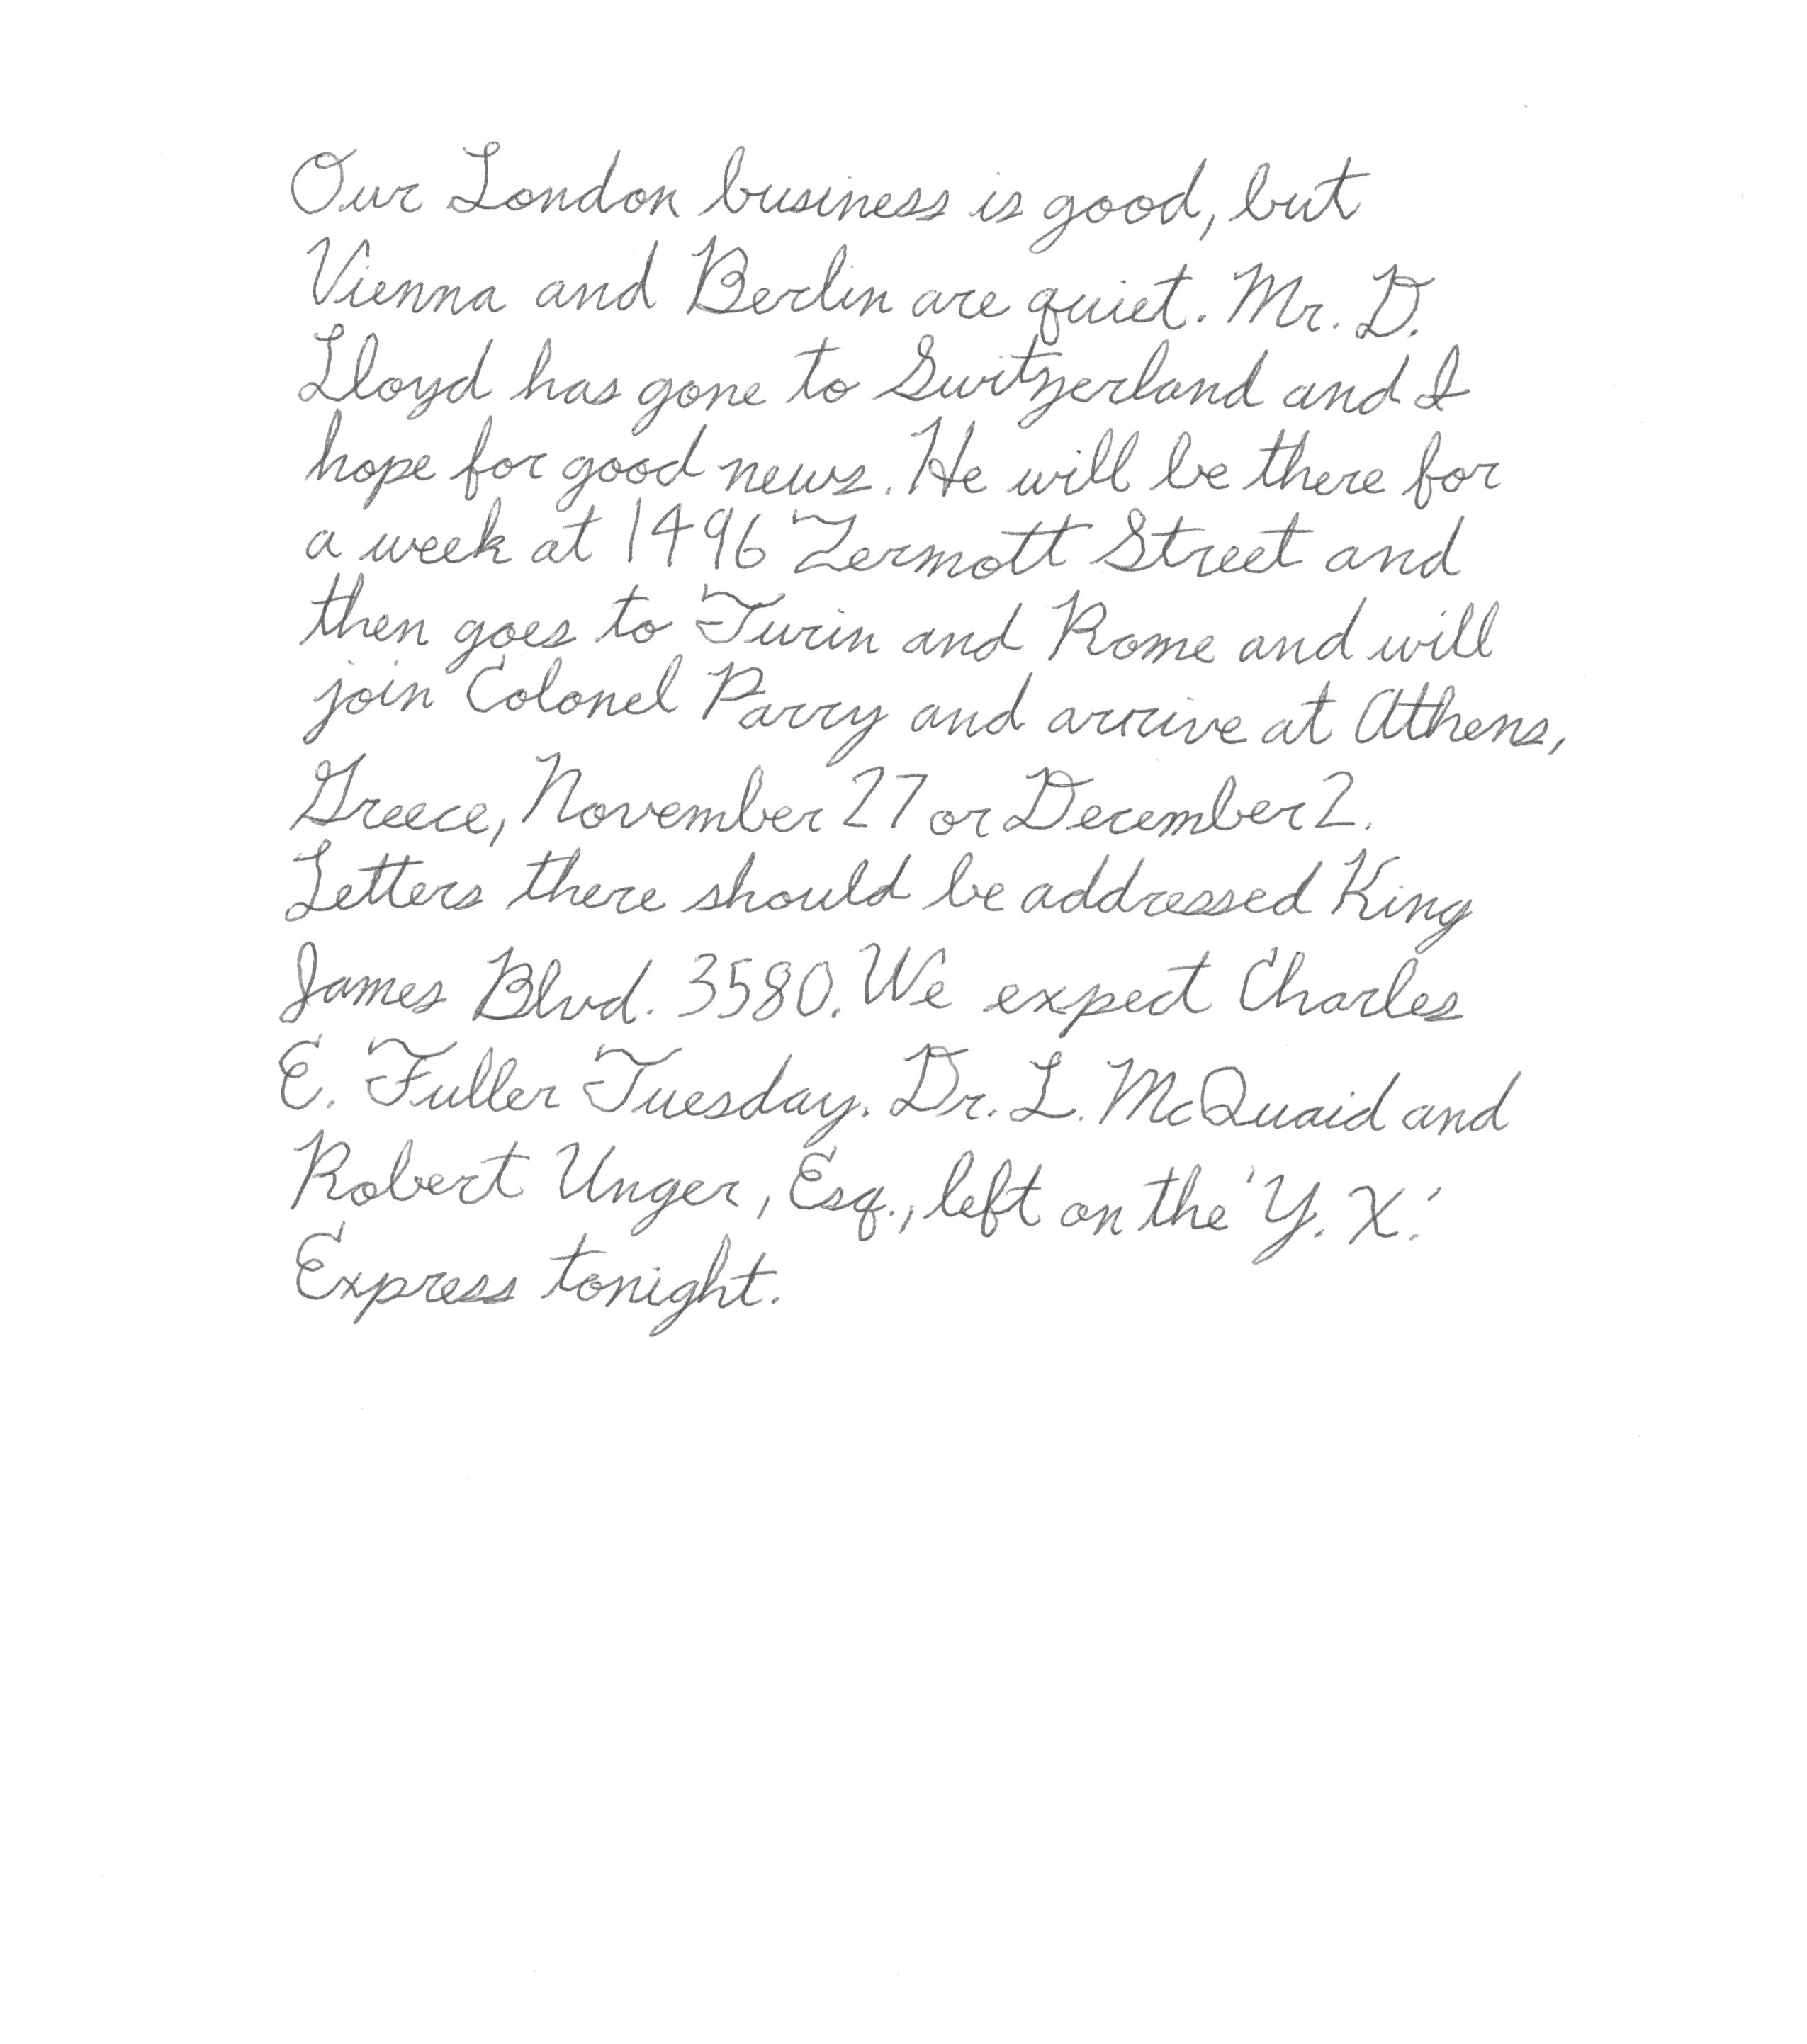 Our London business is good, but
Vienna and Berlin are quiet. Mr. D.
Lloyd has gone to Switzerland and I
hope for good news. He will be there for
a week at 1496 Zermott Street and
then goes to Turin and Rome and will
join Colonel Parry and arrive at Athens,
Greece, November 27 or December 2.
Letters there should be addressed King
James Blvd. 3580. We expect Charles
E. Fuller Tuesday. Dr. L. McQuaid and
Robert Unger, Esq., left on the 'Y. X.'
Express tonight.